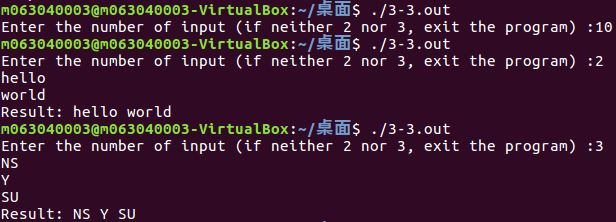 m063040003@m063040003-VirtualBox:~/桌面$ ./3-3.out
Enter the number of input (if neither 2 nor 3, exit the program) :10
m063040003@m063040003-VirtualBox:~/桌面$ ./3-3.out
Enter the number of input (if neither 2 nor 3, exit the program) :2
hello
world
Result: hello world
m063040003@m063040003-VirtualBox:~/桌面$ ./3-3.out
Enter the number of input (if neither 2 nor 3, exit the program) :3
NS
Y
SU
Result: NS Y SU